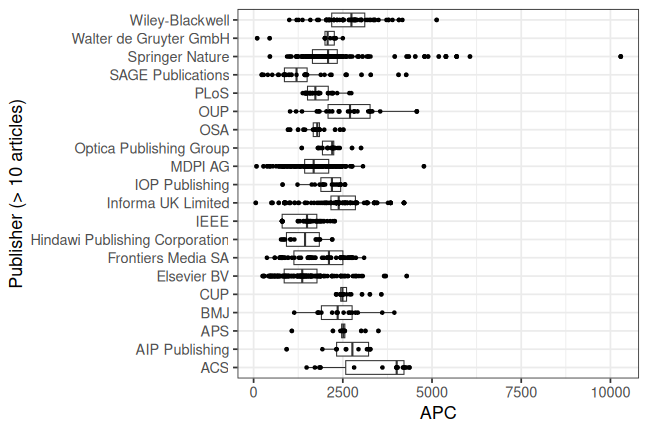 Publisher (> 10 articles)
Wiley-Blackwell
Walter de Gruyter GmbH
Springer Nature
SAGE Publications
PLoS
OUP
OSA
Optica Publishing Group
MDPI AG
IOP Publishing
Informa UK Limited
IEEE
Hindawi Publishing Corporation
Frontiers Media SA
Elsevier BV
CUP
BMJ
APS
AIP Publishing
ACS
0 2500 5000 7500 10000
APC